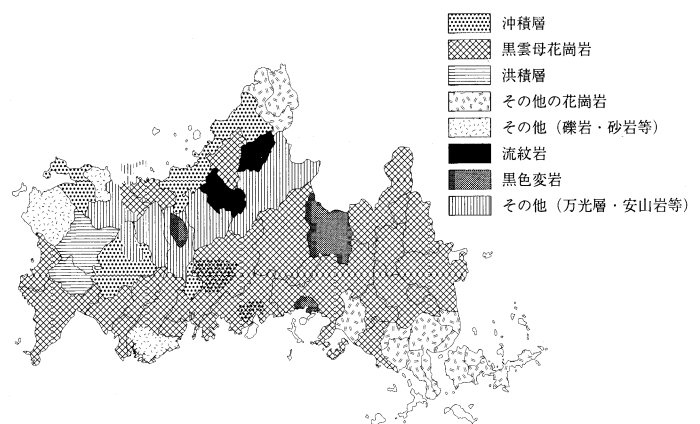 沖積層
黒雲母花崗岩
洪積層
その他の花崗岩
その他（礫岩・砂岩等）
流紋岩
黒色変岩
その他（万光層・安山岩等）